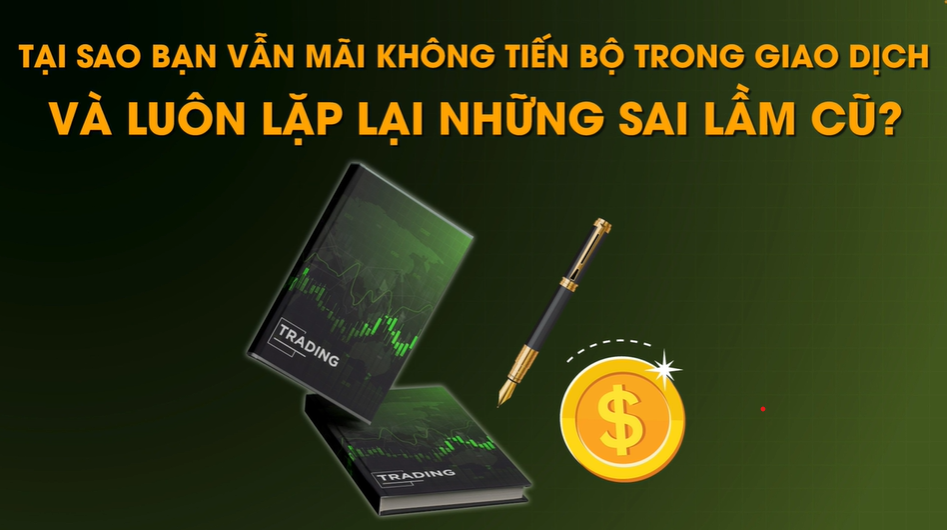 TẠI SAO BẠN VẪN MÃI KHÔNG TIẾN BỘ TRONG GIAO DỊCH
VÀ LUÔN LẶP LẠI NHỮNG SAI LẦM CŨ?
TRADING
$
TRADING